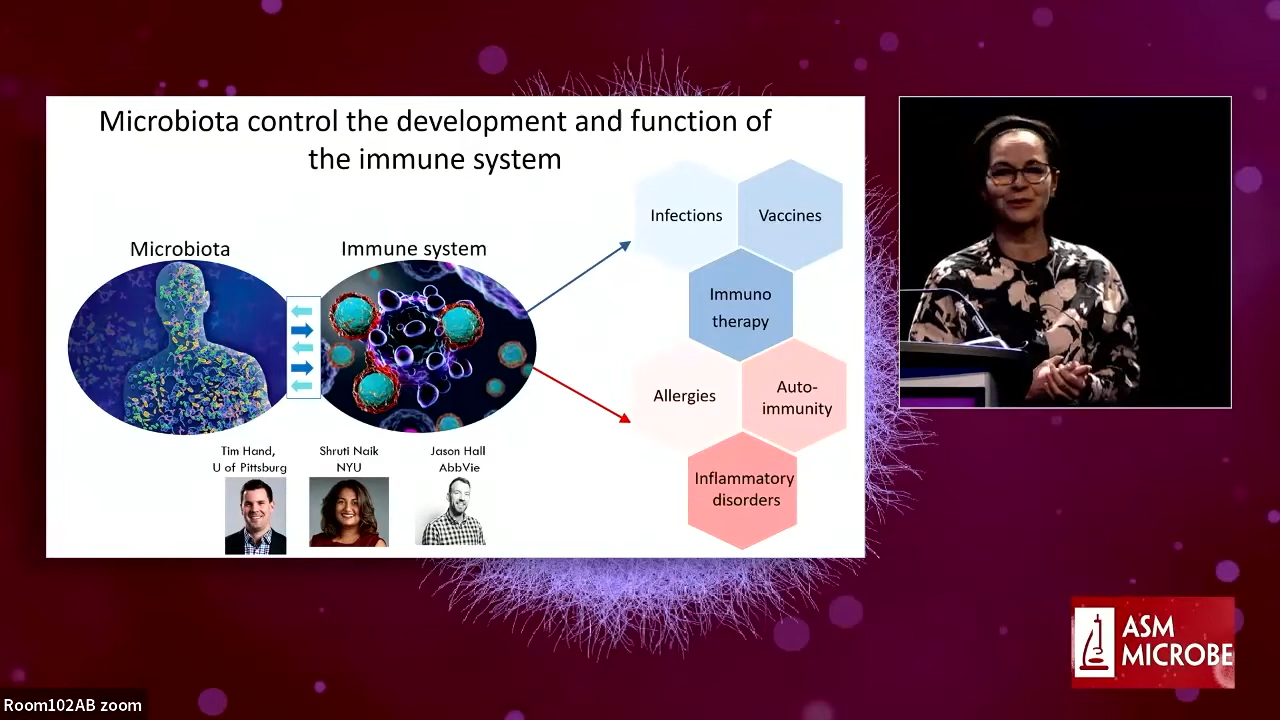 Microbiota control the development and function of
the immune system
Microbiota
Immune system
Infections
Vaccines
Immuno
therapy
Allergies
Auto-
immunity
Inflammatory
disorders
Tim Hand,
U of Pittsburg
Shruti Naik
NYU
Jason Hall
AbbVie
ASM
MICROBE
Room102AB zoom